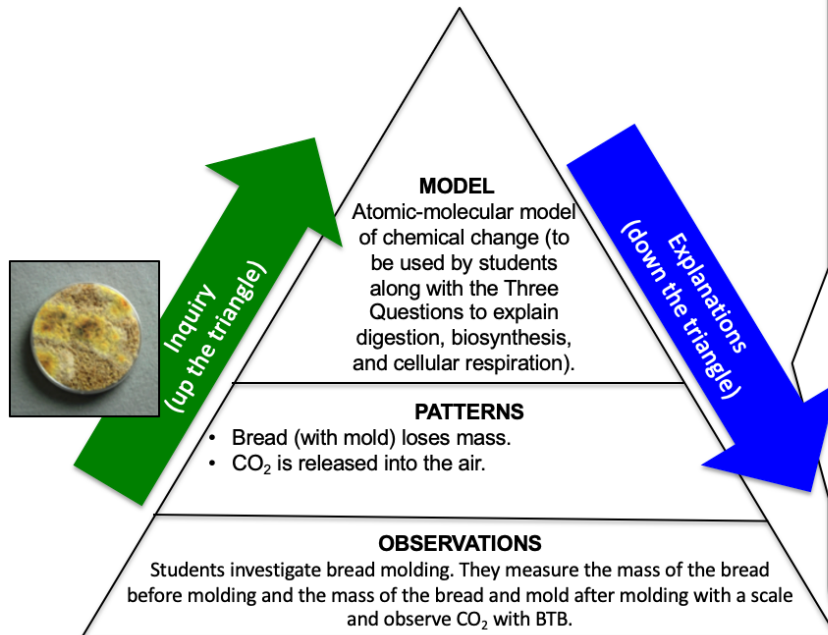 MODEL
Atomic-molecular model
of chemical change (to
be used by students
along with the Three
Questions to explain
digestion, biosynthesis,
and cellular respiration).
Inquiry
(up the triangle)
Explanations
(down the triangle)
PATTERNS
• Bread (with mold) loses mass.
• CO₂ is released into the air.
OBSERVATIONS
Students investigate bread molding. They measure the mass of the bread
before molding and the mass of the bread and mold after molding with a scale
and observe CO₂ with BTB.